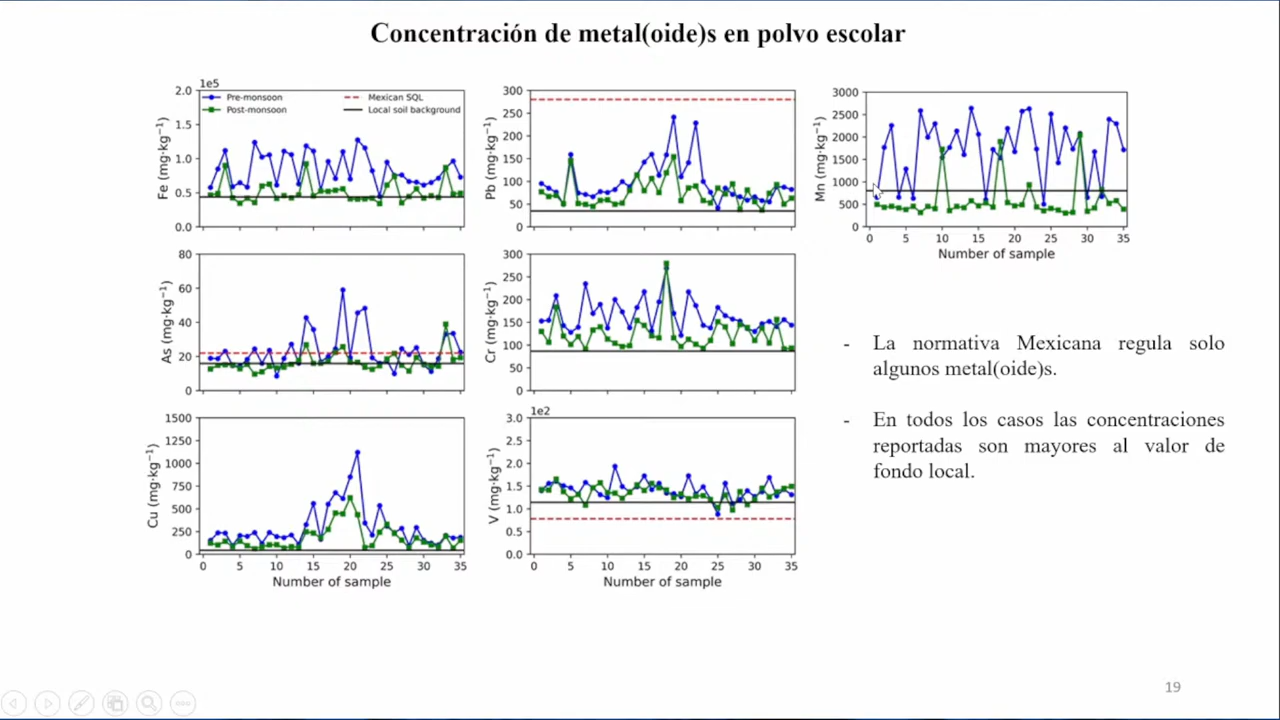 Concentración de metal(oide)s en polvo escolar
1e5
Pre-monsoon
Post-monsoon
Mexican SQL
Local soil background
Fe (mg·kg⁻¹)
2.0
1.5
1.0
0.5
0.0
Pb (mg·kg⁻¹)
300
250
200
150
100
50
0
Mn (mg·kg⁻¹)
3000
2500
2000
1500
1000
500
0
0 5 10 15 20 25 30 35
Number of sample
As (mg·kg⁻¹)
80
60
40
20
0
Cr (mg·kg⁻¹)
300
250
200
150
100
50
0
Cu (mg·kg⁻¹)
1500
1250
1000
750
500
250
0
0 5 10 15 20 25 30 35
Number of sample
1e2
V (mg·kg⁻¹)
3.0
2.5
2.0
1.5
1.0
0.5
0.0
0 5 10 15 20 25 30 35
Number of sample
- La normativa Mexicana regula solo
algunos metal(oide)s.
- En todos los casos las concentraciones
reportadas son mayores al valor de
fondo local.
19